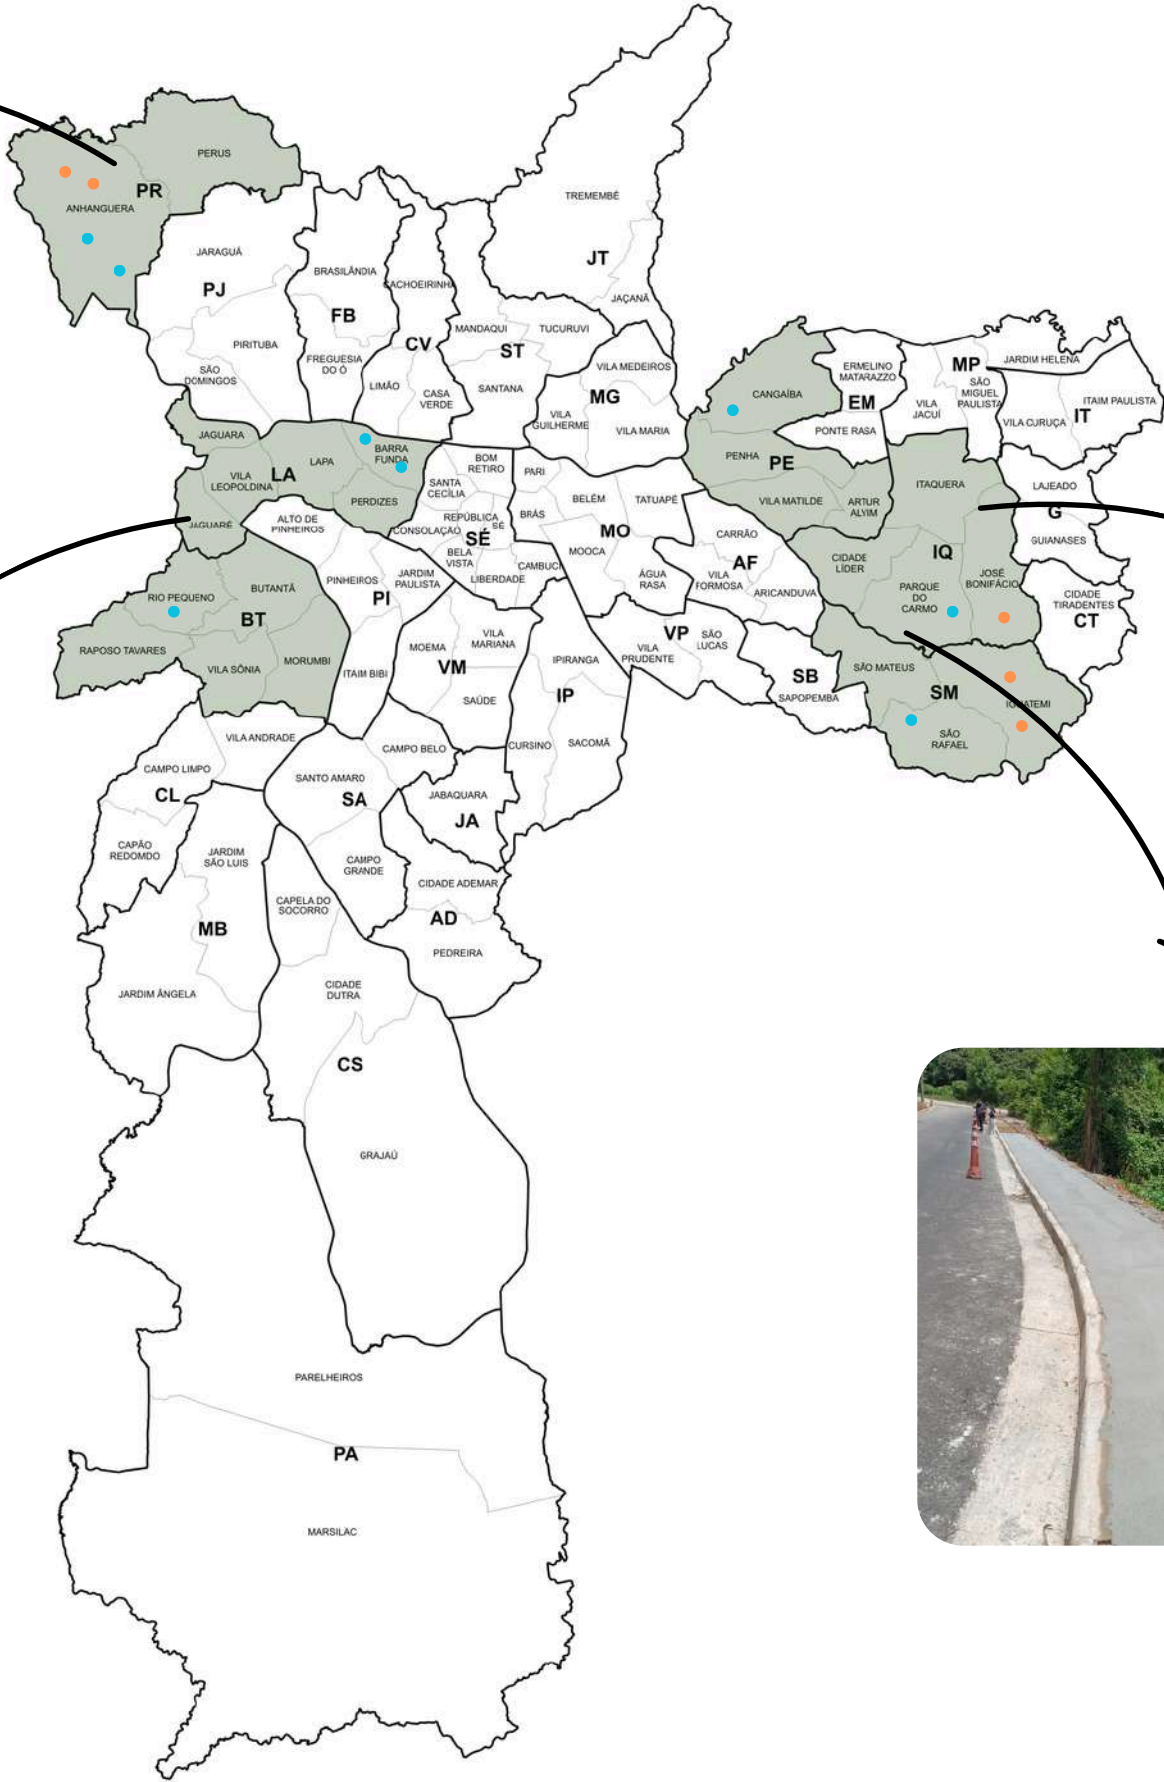 PERUS
PR
ANHANGUERA
TREMEMBÉ
JT
JAÇANÃ
JARAGUÁ
PJ
PIRITUBA
SÃO
DOMINGOS
BRASILÂNDIA
FB
FREGUESIA
DO Ó
CACHOEIRINHA
CV
LIMÃO
CASA
VERDE
MANDAQUI
TUCURUVI
ST
SANTANA
VILA MEDEIROS
MG
VILA
GUILHERME
VILA MARIA
CANGAÍBA
PENHA
PE
VILA MATILDE
ARTUR
ALVIM
ERMELINO
MATARAZZO
EM
PONTE RASA
MP
JARDIM HELENA
SÃO
MIGUEL
PAULISTA
VILA
JACUÍ
ITAIM PAULISTA
IT
VILA CURUÇA
LAJEADO
G
GUIANASES
ITAQUERA
IQ
CIDADE
LÍDER
PARQUE
DO
CARMO
JOSÉ
BONIFÁCIO
CIDADE
TIRADENTES
CT
JAGUARA
LAPA
BARRA
FUNDA
VILA
LEOPOLDINA
LA
PERDIZES
JAGUARÉ
BOM
RETIRO
SANTA
CECÍLIA
REPÚBLICA
SÉ
CONSOLAÇÃO
SÉ
BELA
VISTA
LIBERDADE
CAMBUCI
PARI
BRÁS
BELÉM
TATUAPÉ
MO
MOOCA
ÁGUA
RASA
CARRÃO
AF
VILA
FORMOSA
ARICANDUVA
ALTO DE
PINHEIROS
PINHEIROS
JARDIM
PAULISTA
PI
ITAIM BIBI
RIO PEQUENO
BUTANTÃ
BT
RAPOSO TAVARES
VILA SÔNIA
MORUMBI
MOEMA
VILA
MARIANA
VM
SAÚDE
IPIRANGA
IP
CURSINO
SACOMÃ
VP
VILA
PRUDENTE
SÃO
LUCAS
SB
SAPOPEMBA
SÃO MATEUS
SM
IGUATEMI
SÃO
RAFAEL
VILA ANDRADE
CAMPO LIMPO
CL
CAPÃO
REDOMDO
CAMPO BELO
SANTO AMARO
SA
CAMPO
GRANDE
JABAQUARA
JA
JARDIM
SÃO LUIS
MB
JARDIM ÂNGELA
CIDADE ADEMAR
AD
PEDREIRA
CAPELA DO
SOCORRO
CIDADE
DUTRA
CS
GRAJAÚ
PARELHEIROS
PA
MARSILAC